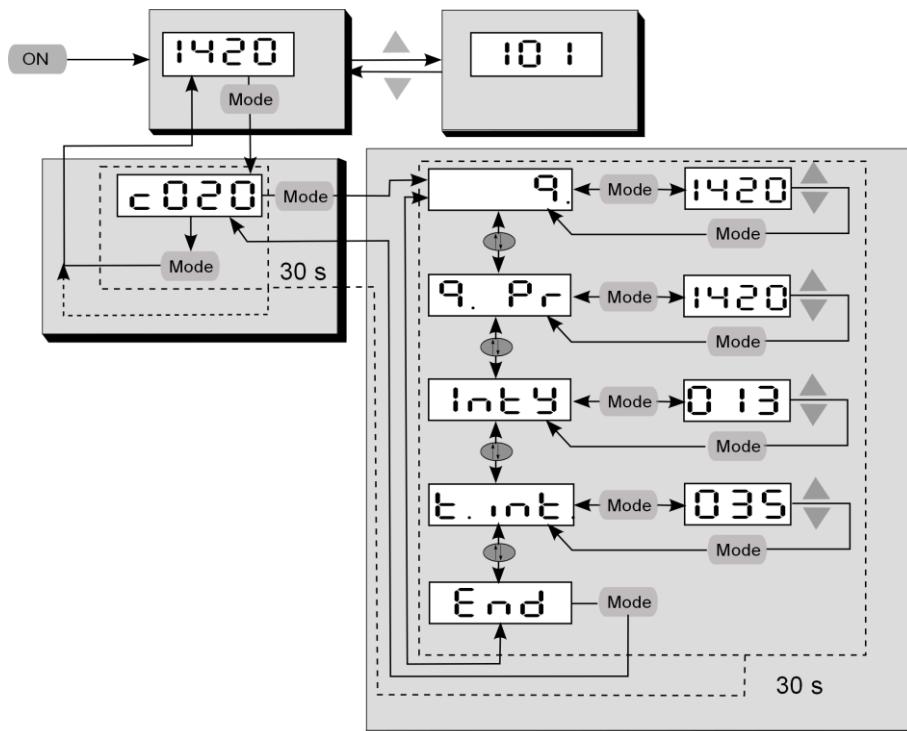 1420
ON
101
Mode
c020
Mode
Mode
30 s
q. Mode 1420
Mode
q. Pr Mode 1420
Mode
IntY Mode 013
Mode
t. int. Mode 035
Mode
End Mode
30 s